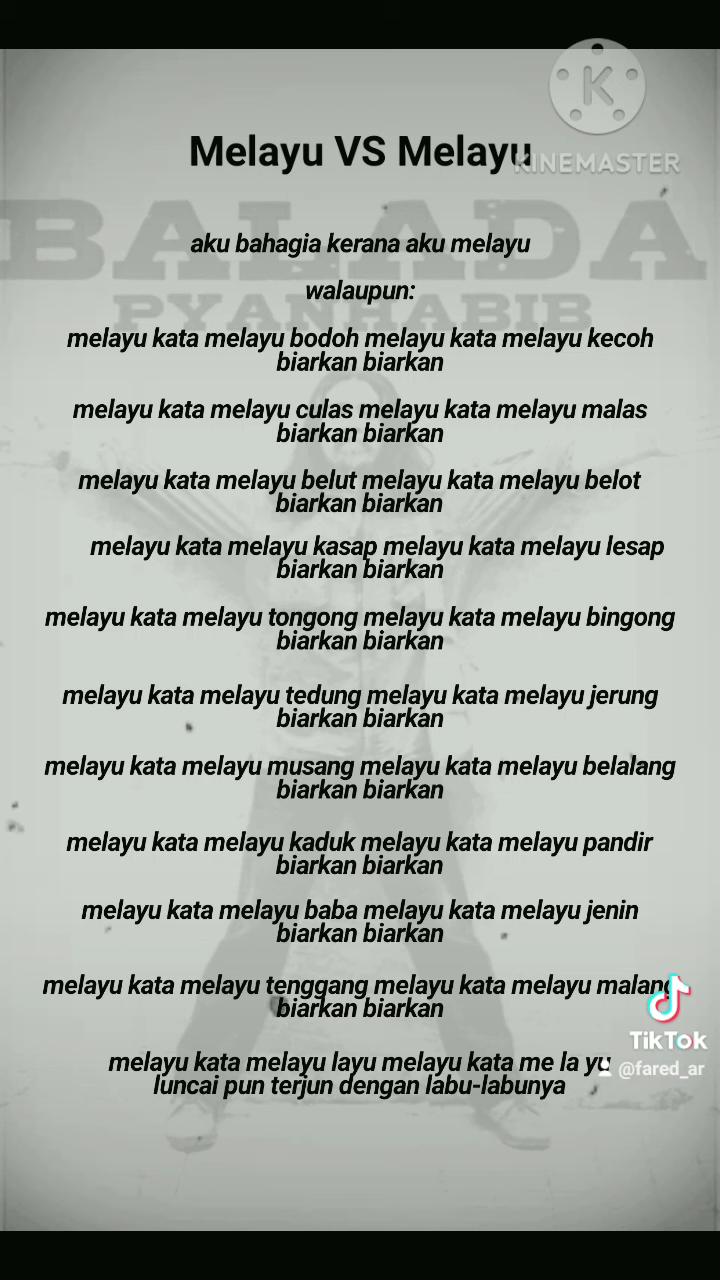 K
KINEMASTER
Melayu VS Melayu
BALADA
PYANHABIB
aku bahagia kerana aku melayu
walaupun:
melayu kata melayu bodoh melayu kata melayu kecoh
biarkan biarkan
melayu kata melayu culas melayu kata melayu malas
biarkan biarkan
melayu kata melayu belut melayu kata melayu belot
biarkan biarkan
melayu kata melayu kasap melayu kata melayu lesap
biarkan biarkan
melayu kata melayu tongong melayu kata melayu bingong
biarkan biarkan
melayu kata melayu tedung melayu kata melayu jerung
biarkan biarkan
melayu kata melayu musang melayu kata melayu belalang
biarkan biarkan
melayu kata melayu kaduk melayu kata melayu pandir
biarkan biarkan
melayu kata melayu baba melayu kata melayu jenin
biarkan biarkan
melayu kata melayu tenggang melayu kata melayu malang
biarkan biarkan
melayu kata melayu layu melayu kata me la yu
luncai pun terjun dengan labu-labunya
TikTok
@fared_ar